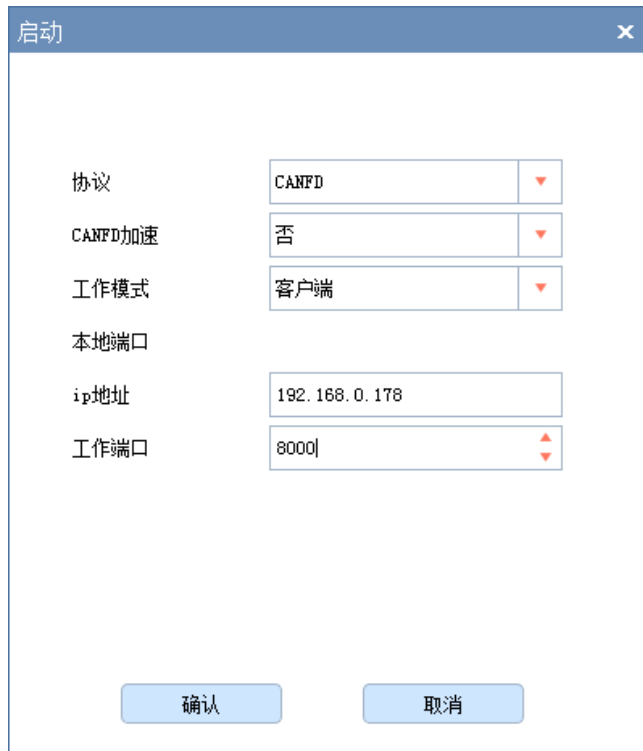 启动
协议 CANFD
CANFD加速 否
工作模式 客户端
本地端口
ip地址 192.168.0.178
工作端口 8000
确认 取消